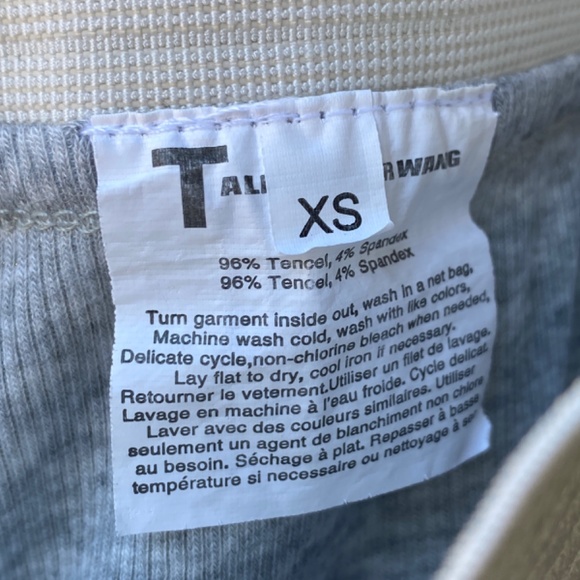 T ALE R WANG
XS
96% Tencel, 4% Spandex
96% Tencel, 4% Spandex
Turn garment inside out, wash in a net bag,
Machine wash cold, wash with like colors,
Delicate cycle,non-chlorine bleach when needed,
Lay flat to dry, cool iron if necessary.
Retourner le vetement.Utiliser un filet de lavage.
Lavage en machine à l'eau froide. Cycle délicat.
Laver avec des couleurs similaires. Utiliser
seulement un agent de blanchiment non chlore
au besoin. Séchage à plat. Repasser à basse
température si necessaire ou nettoyage à